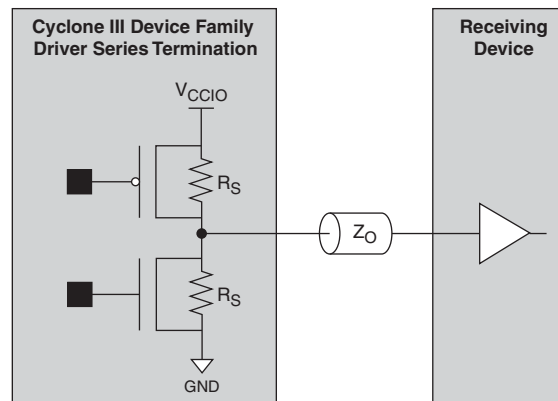 Cyclone III Device Family
Driver Series Termination
Receiving
Device
VCCIO
RS
ZO
RS
GND